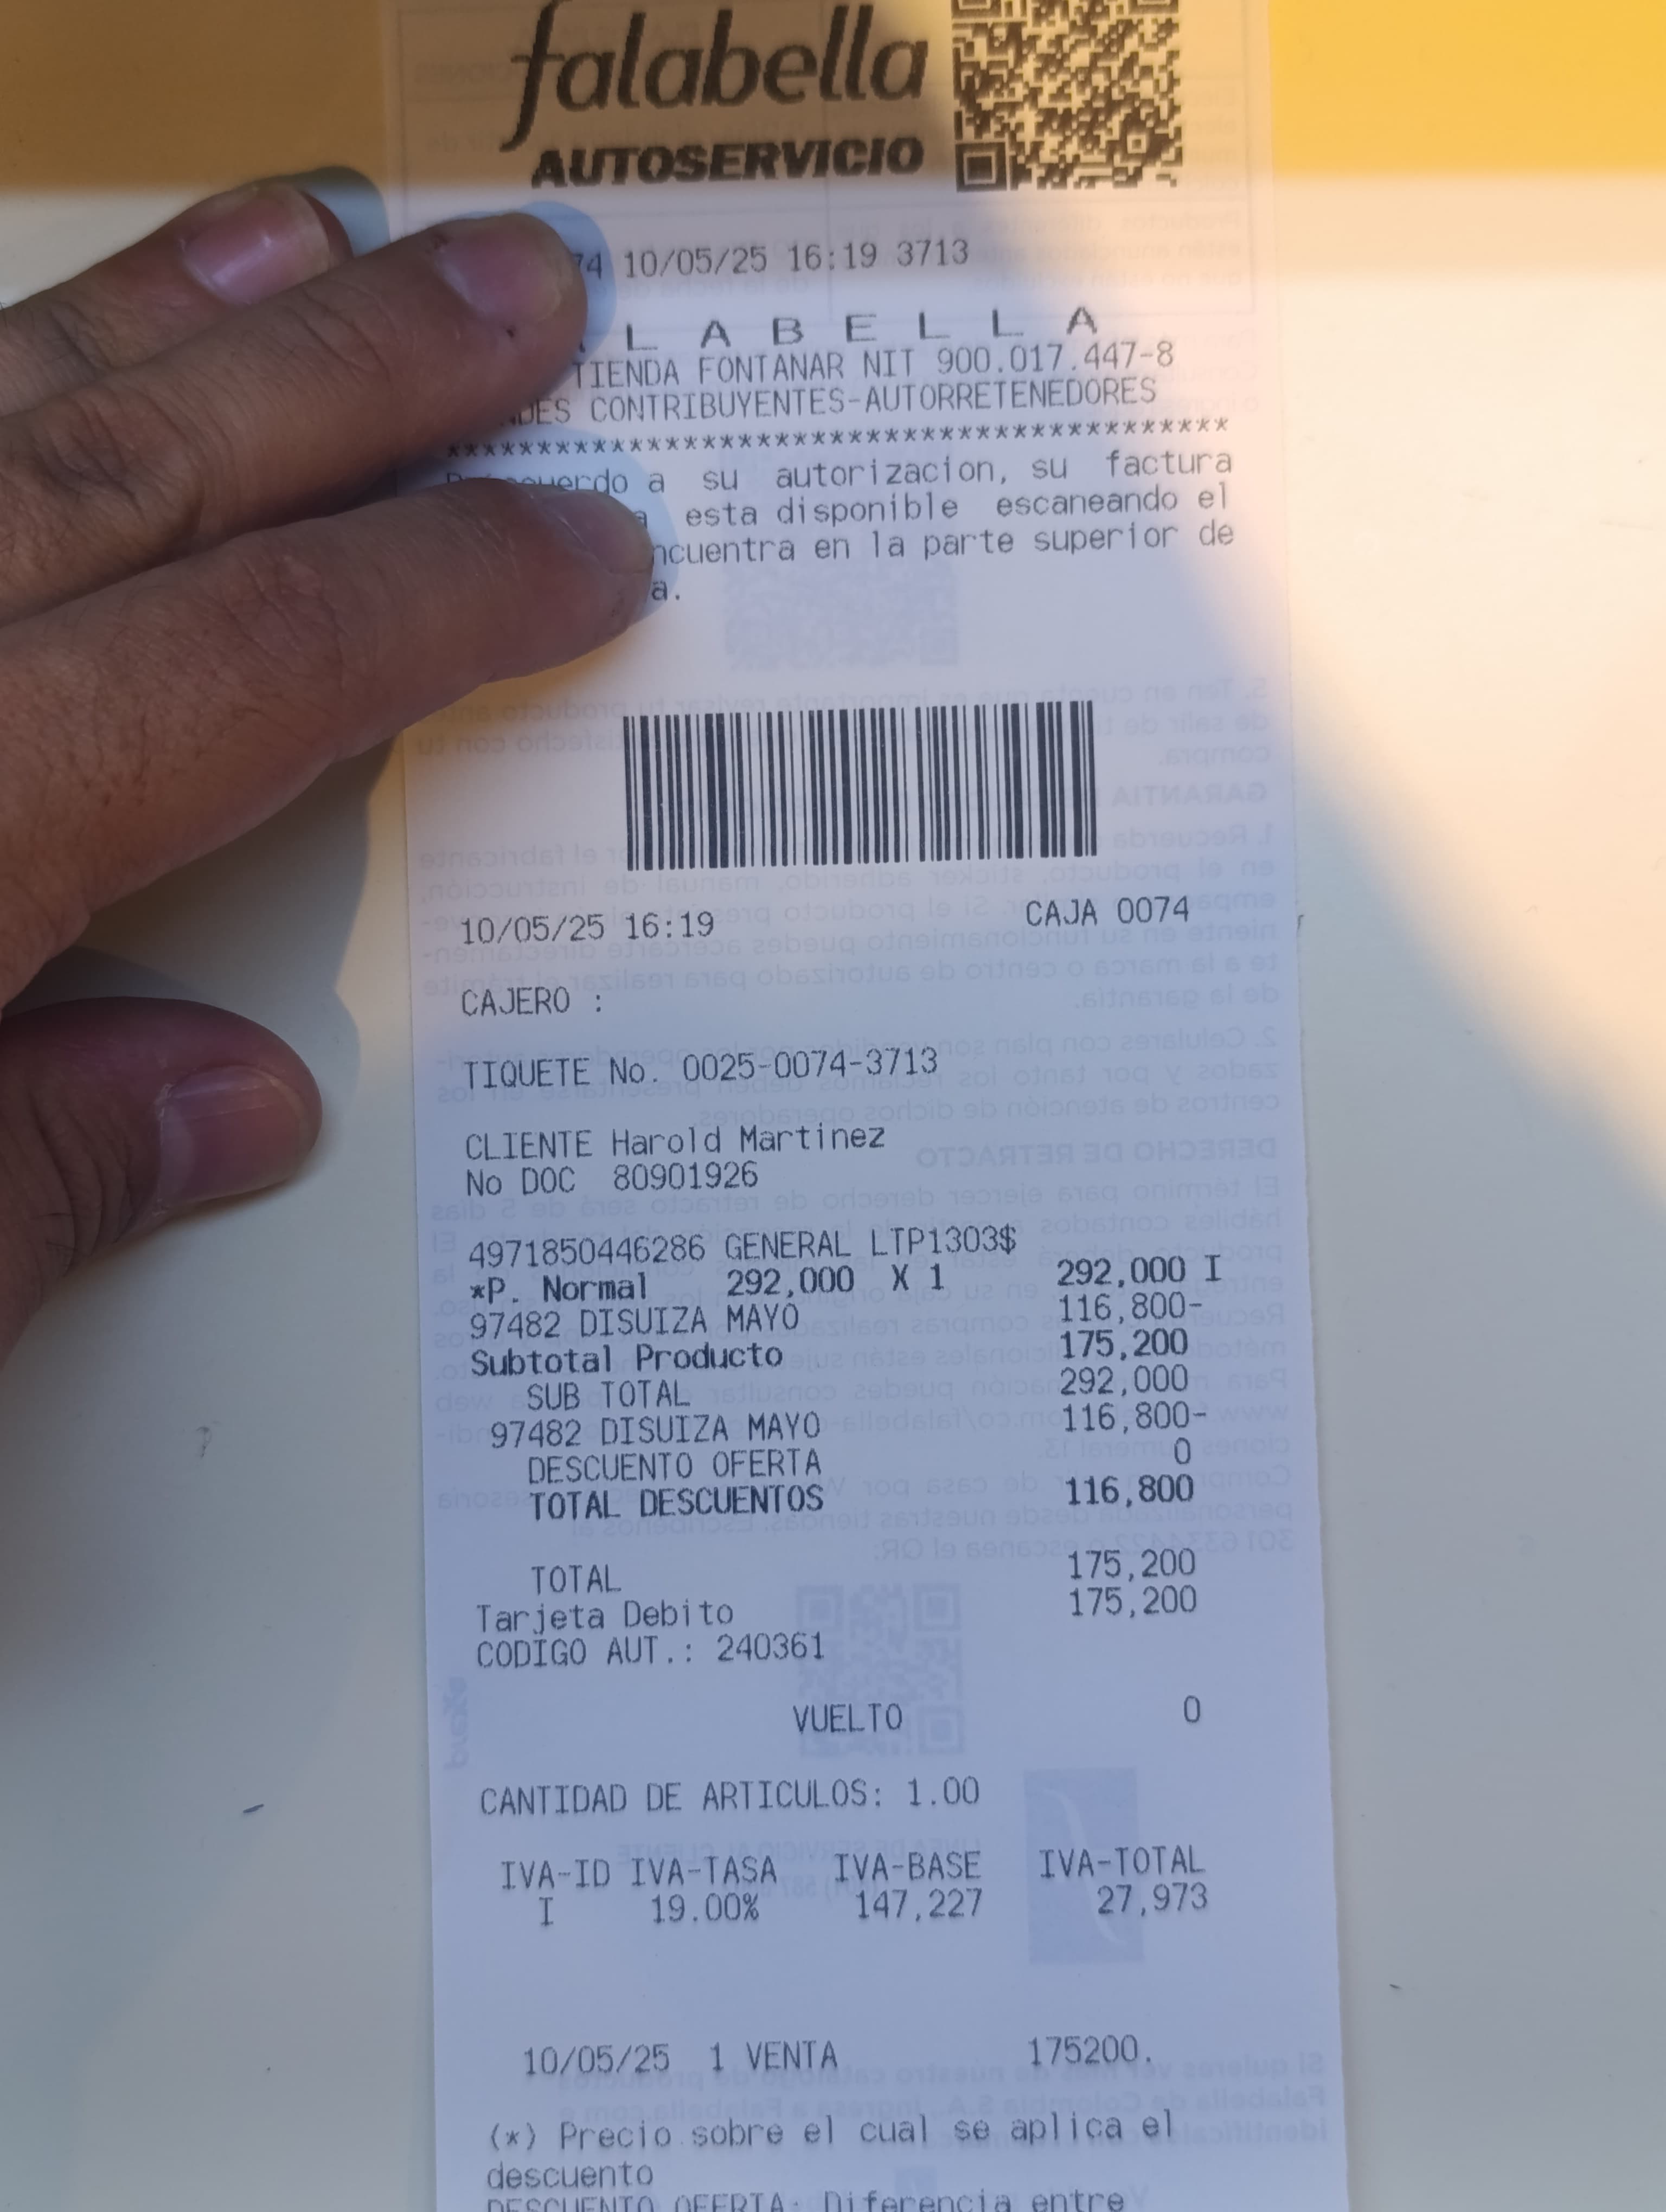 falabella
AUTOSERVICIO
74 10/05/25 16:19 3713
L A B E L L A
TIENDA FONTANAR NIT 900.017.447-8
DES CONTRIBUYENTES-AUTORRETENEDORES
*******************************************
a su autorizacion, su factura
esta disponible escaneando el
ncuentra en la parte superior de
a.
10/05/25 16:19 CAJA 0074
CAJERO :
TIQUETE No. 0025-0074-3713
CLIENTE Harold Martinez
No DOC 80901926
4971850446286 GENERAL LTP1303$
*P. Normal 292,000 X 1 292,000 I
97482 DISUIZA MAYO 116,800-
Subtotal Producto 175,200
SUB TOTAL 292,000
97482 DISUIZA MAYO 116,800-
DESCUENTO OFERTA 0
TOTAL DESCUENTOS 116,800
TOTAL 175,200
Tarjeta Debito 175,200
CODIGO AUT.: 240361
VUELTO 0
CANTIDAD DE ARTICULOS: 1.00
IVA-ID IVA-TASA IVA-BASE IVA-TOTAL
I 19.00% 147,227 27,973
10/05/25 1 VENTA 175200.
(*) Precio sobre el cual se aplica el
descuento
DESCUENTO OFERTA: Diferencia entre